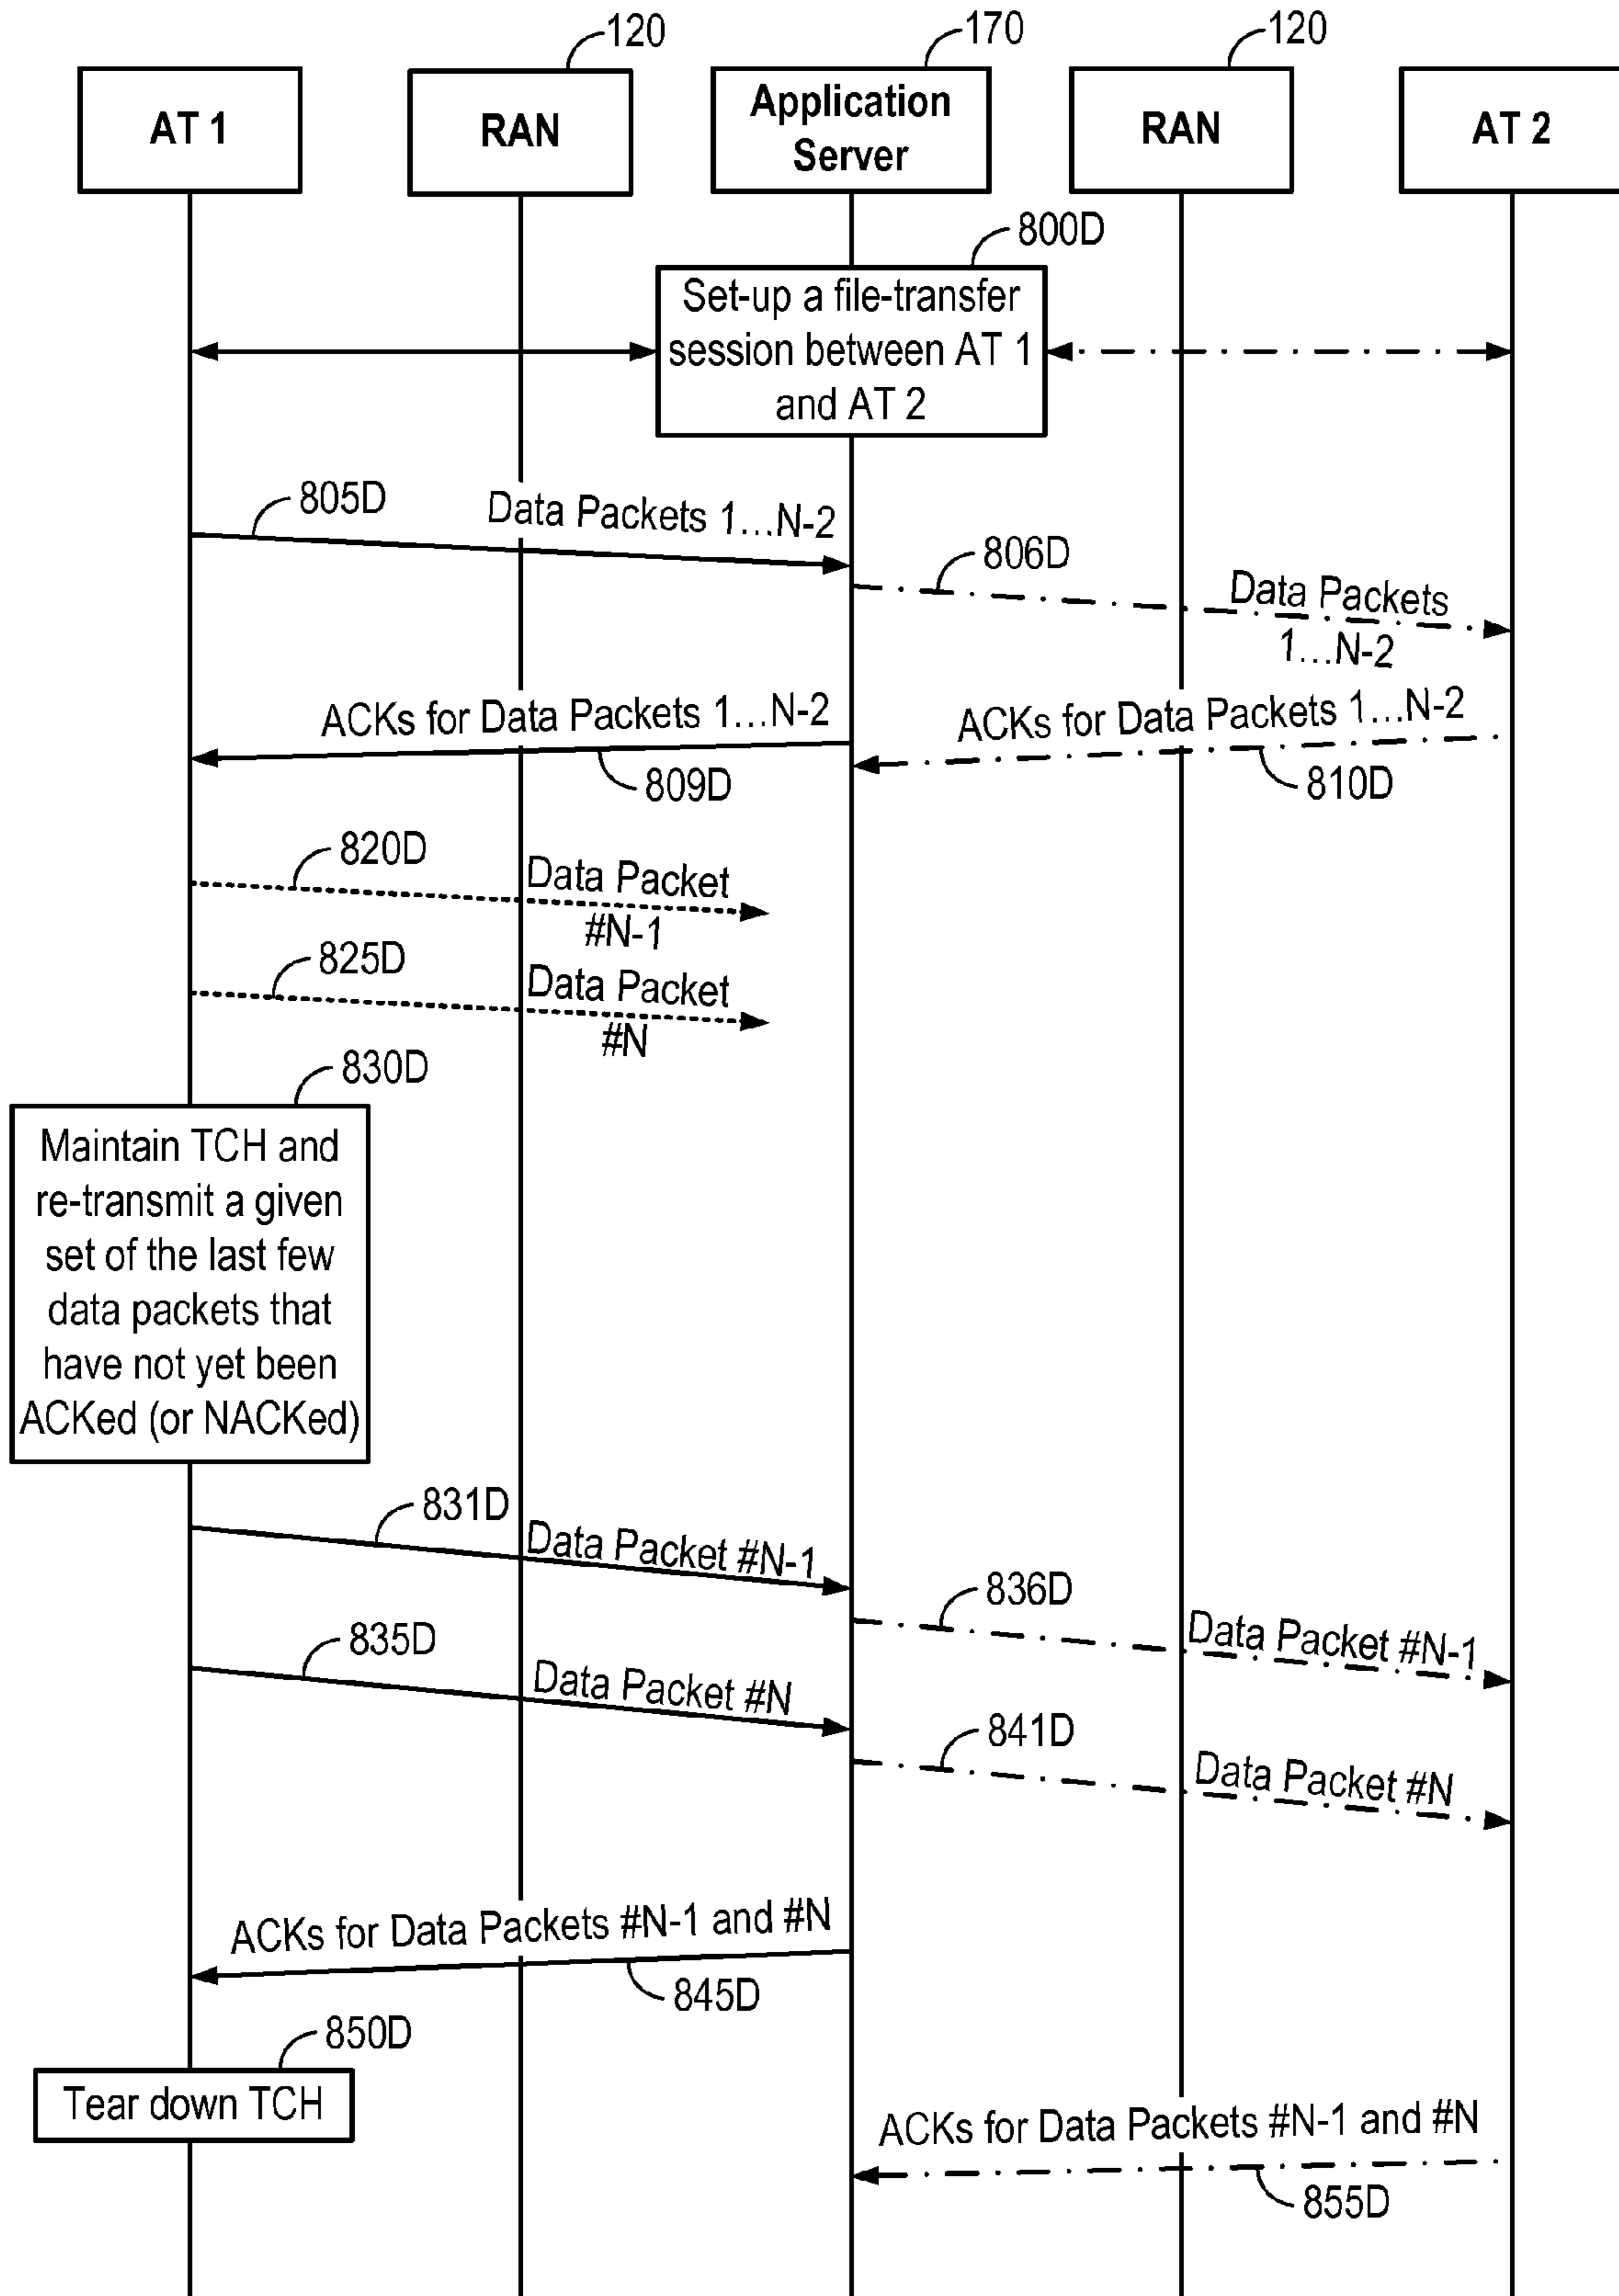 120
170
120
AT 1
RAN
Application
Server
RAN
AT 2
800D
Set-up a file-transfer
session between AT 1
and AT 2
805D
Data Packets 1...N-2
806D
Data Packets
1...N-2
ACKs for Data Packets 1...N-2
809D
ACKs for Data Packets 1...N-2
810D
820D
Data Packet
#N-1
825D
Data Packet
#N
830D
Maintain TCH and
re-transmit a given
set of the last few
data packets that
have not yet been
ACKed (or NACKed)
831D
Data Packet #N-1
836D
Data Packet #N-1
835D
Data Packet #N
841D
Data Packet #N
ACKs for Data Packets #N-1 and #N
845D
850D
Tear down TCH
ACKs for Data Packets #N-1 and #N
855D